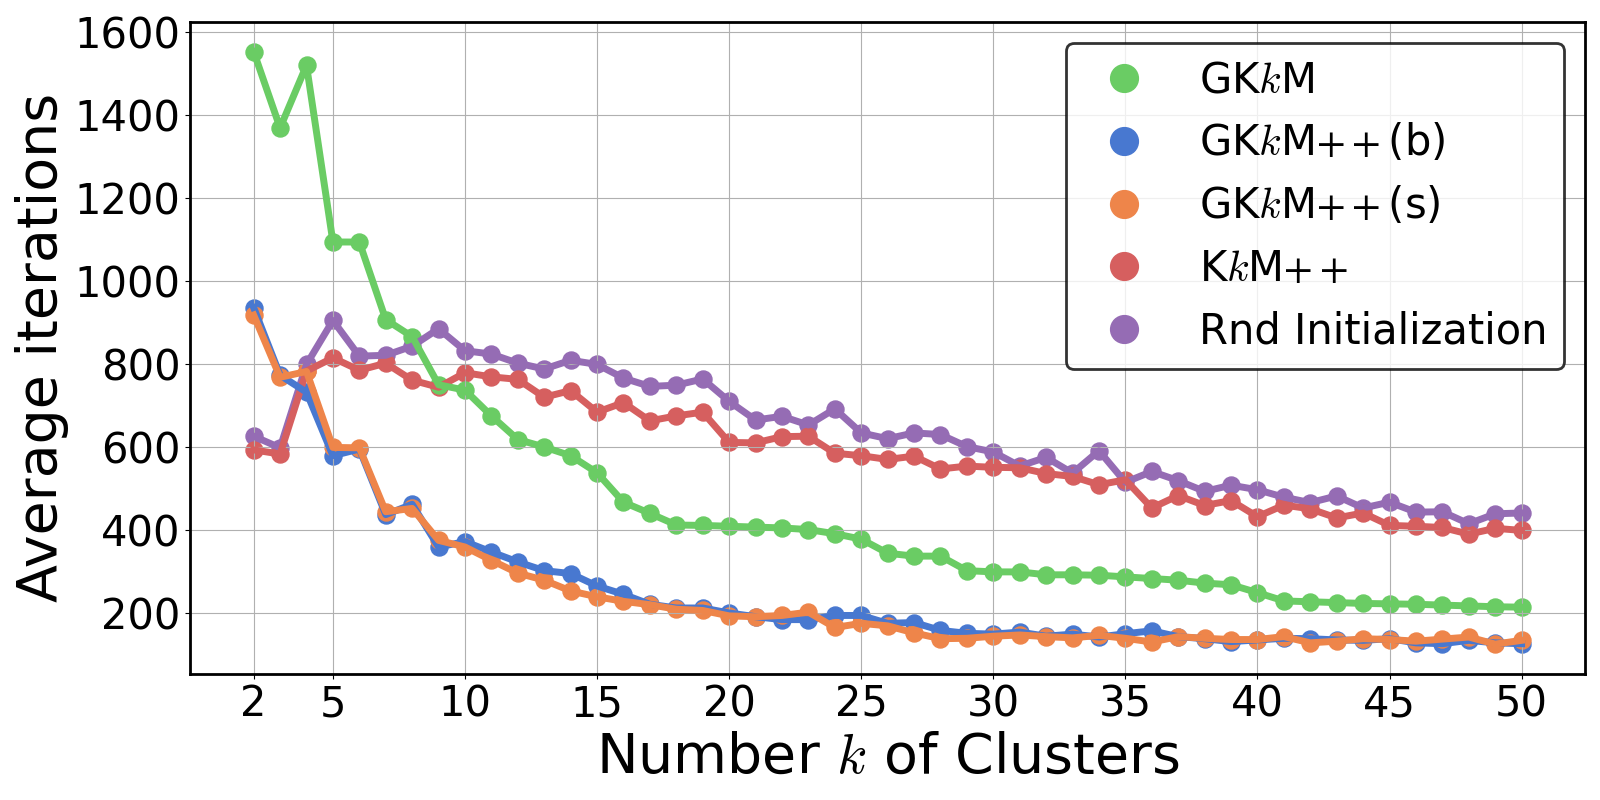 1600
1400
1200
1000
800
600
400
200
Average iterations
2 5 10 15 20 25 30 35 40 45 50
Number k of Clusters
GKkM
GKkM++(b)
GKkM++(s)
KkM++
Rnd Initialization